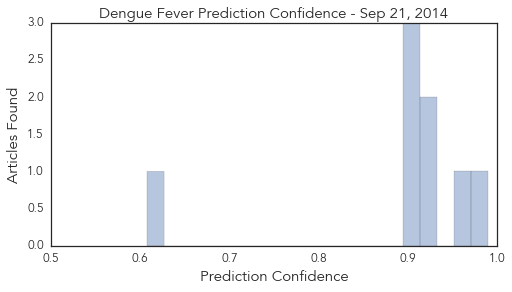 Dengue Fever Prediction Confidence - Sep 21, 2014
3.0
2.5
2.0
1.5
1.0
0.5
0.0
Articles Found
0.5 0.6 0.7 0.8 0.9 1.0
Prediction Confidence